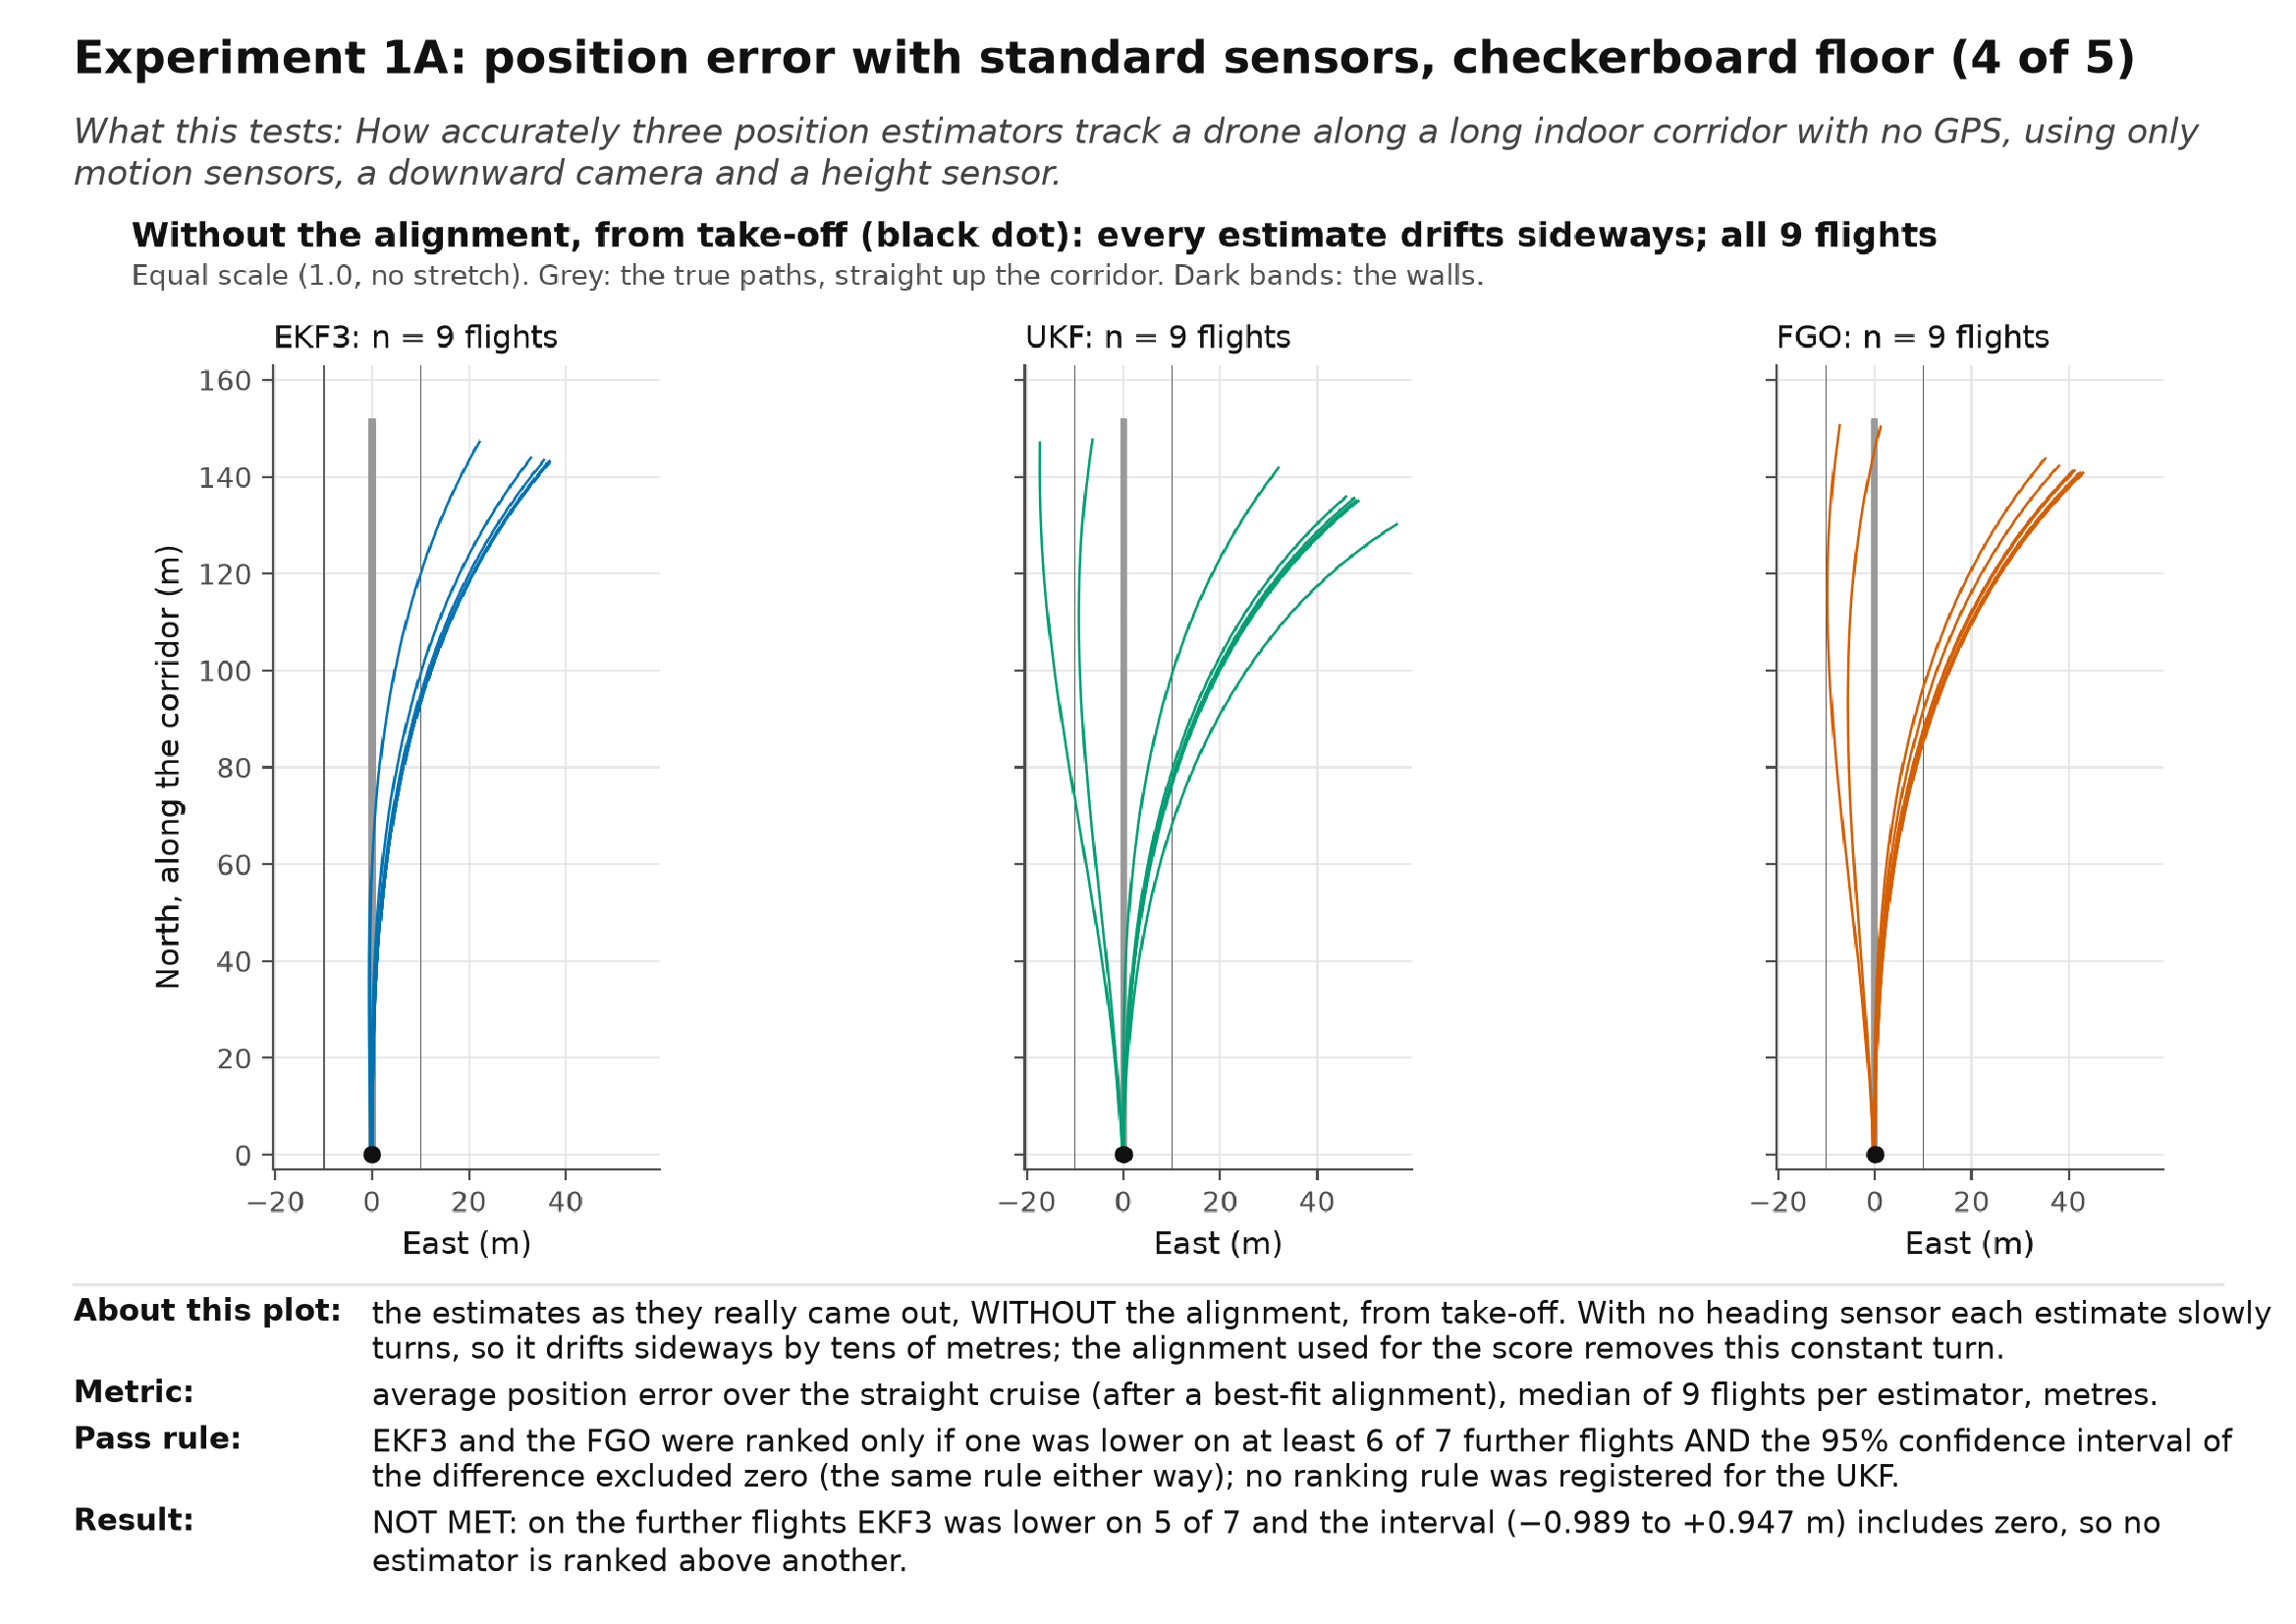 Experiment 1A: position error with standard sensors, checkerboard floor (4 of 5)
What this tests: How accurately three position estimators track a drone along a long indoor corridor with no GPS, using only
motion sensors, a downward camera and a height sensor.
Without the alignment, from take-off (black dot): every estimate drifts sideways; all 9 flights
Equal scale (1.0, no stretch). Grey: the true paths, straight up the corridor. Dark bands: the walls.
EKF3: n = 9 flights
UKF: n = 9 flights
FGO: n = 9 flights
North, along the corridor (m)
160
140
120
100
80
60
40
20
0
−20 0 20 40
−20 0 20 40
−20 0 20 40
East (m)
East (m)
East (m)
About this plot: the estimates as they really came out, WITHOUT the alignment, from take-off. With no heading sensor each estimate slowly
turns, so it drifts sideways by tens of metres; the alignment used for the score removes this constant turn.
Metric: average position error over the straight cruise (after a best-fit alignment), median of 9 flights per estimator, metres.
Pass rule: EKF3 and the FGO were ranked only if one was lower on at least 6 of 7 further flights AND the 95% confidence interval of
the difference excluded zero (the same rule either way); no ranking rule was registered for the UKF.
Result: NOT MET: on the further flights EKF3 was lower on 5 of 7 and the interval (−0.989 to +0.947 m) includes zero, so no
estimator is ranked above another.